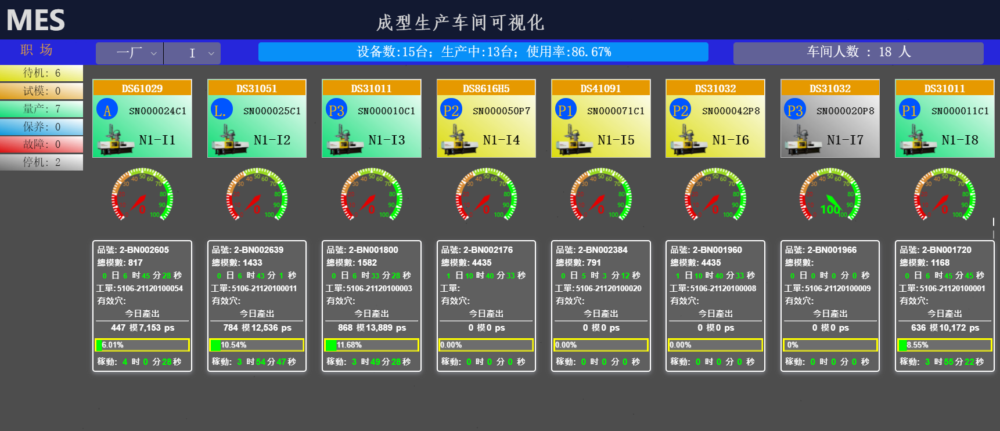 MES
成型生产车间可视化
职 场
一厂
I
设备数:15台; 生产中:13台; 使用率:86.67%
车间人数 : 18 人
待机: 6
试模: 0
量产: 7
保养: 0
故障: 0
停机: 2
DS61029
A
SN000024C1
N1-I1
DS31051
L.
SN000025C1
N1-I2
DS31011
P3
SN000010C1
N1-I3
DS8616H5
P2
SN000050P7
N1-I4
DS41091
P1
SN000071C1
N1-I5
DS31032
P2
SN000042P8
N1-I6
DS31032
P3
SN000020P8
N1-I7
DS31011
P1
SN000011C1
N1-I8
30 40 50 60 70 80 90 100
0
30 40 50 60 70 80 90 100
0
30 40 50 60 70 80 90 100
0
30 40 50 60 70 80 90 100
0
30 40 50 60 70 80 90 100
0
30 40 50 60 70 80 90 100
0
30 40 50 60 70 80 90 100
100
30 40 50 60 70 80 90 100
0
品號: 2-BN002605
總模數: 817
0 日 6 时 45 分 28 秒
工單: 5106-21120100054
有效穴:
今日產出
447 模 7,153 ps
6.01%
稼動: 4 时 0 分 28 秒
品號: 2-BN002639
總模數: 1433
0 日 6 时 43 分 1 秒
工單: 5106-21120100011
有效穴:
今日產出
784 模 12,536 ps
10.54%
稼動: 3 时 54 分 47 秒
品號: 2-BN001800
總模數: 1582
0 日 6 时 33 分 28 秒
工單: 5106-21120100003
有效穴:
今日產出
868 模 13,889 ps
11.68%
稼動: 3 时 49 分 28 秒
品號: 2-BN002176
總模數: 4435
1 日 10 时 40 分 33 秒
工單:
有效穴:
今日產出
0 模 0 ps
0.00%
稼動: 0 时 0 分 0 秒
品號: 2-BN002384
總模數: 791
0 日 5 时 3 分 12 秒
工單: 5106-21120100020
有效穴:
今日產出
0 模 0 ps
0.00%
稼動: 0 时 0 分 0 秒
品號: 2-BN001960
總模數: 4435
1 日 10 时 40 分 33 秒
工單: 5106-21120100008
有效穴:
今日產出
0 模 0 ps
0.00%
稼動: 0 时 0 分 0 秒
品號: 2-BN001966
總模數:
0 日 0 时 0 分 0 秒
工單: 5106-21120100009
有效穴:
今日產出
0 模 0 ps
0%
稼動: 0 时 0 分 0 秒
品號: 2-BN001720
總模數: 1168
0 日 6 时 45 分 45 秒
工單: 5106-21120100001
有效穴:
今日產出
636 模 10,172 ps
8.55%
稼動: 3 时 55 分 22 秒